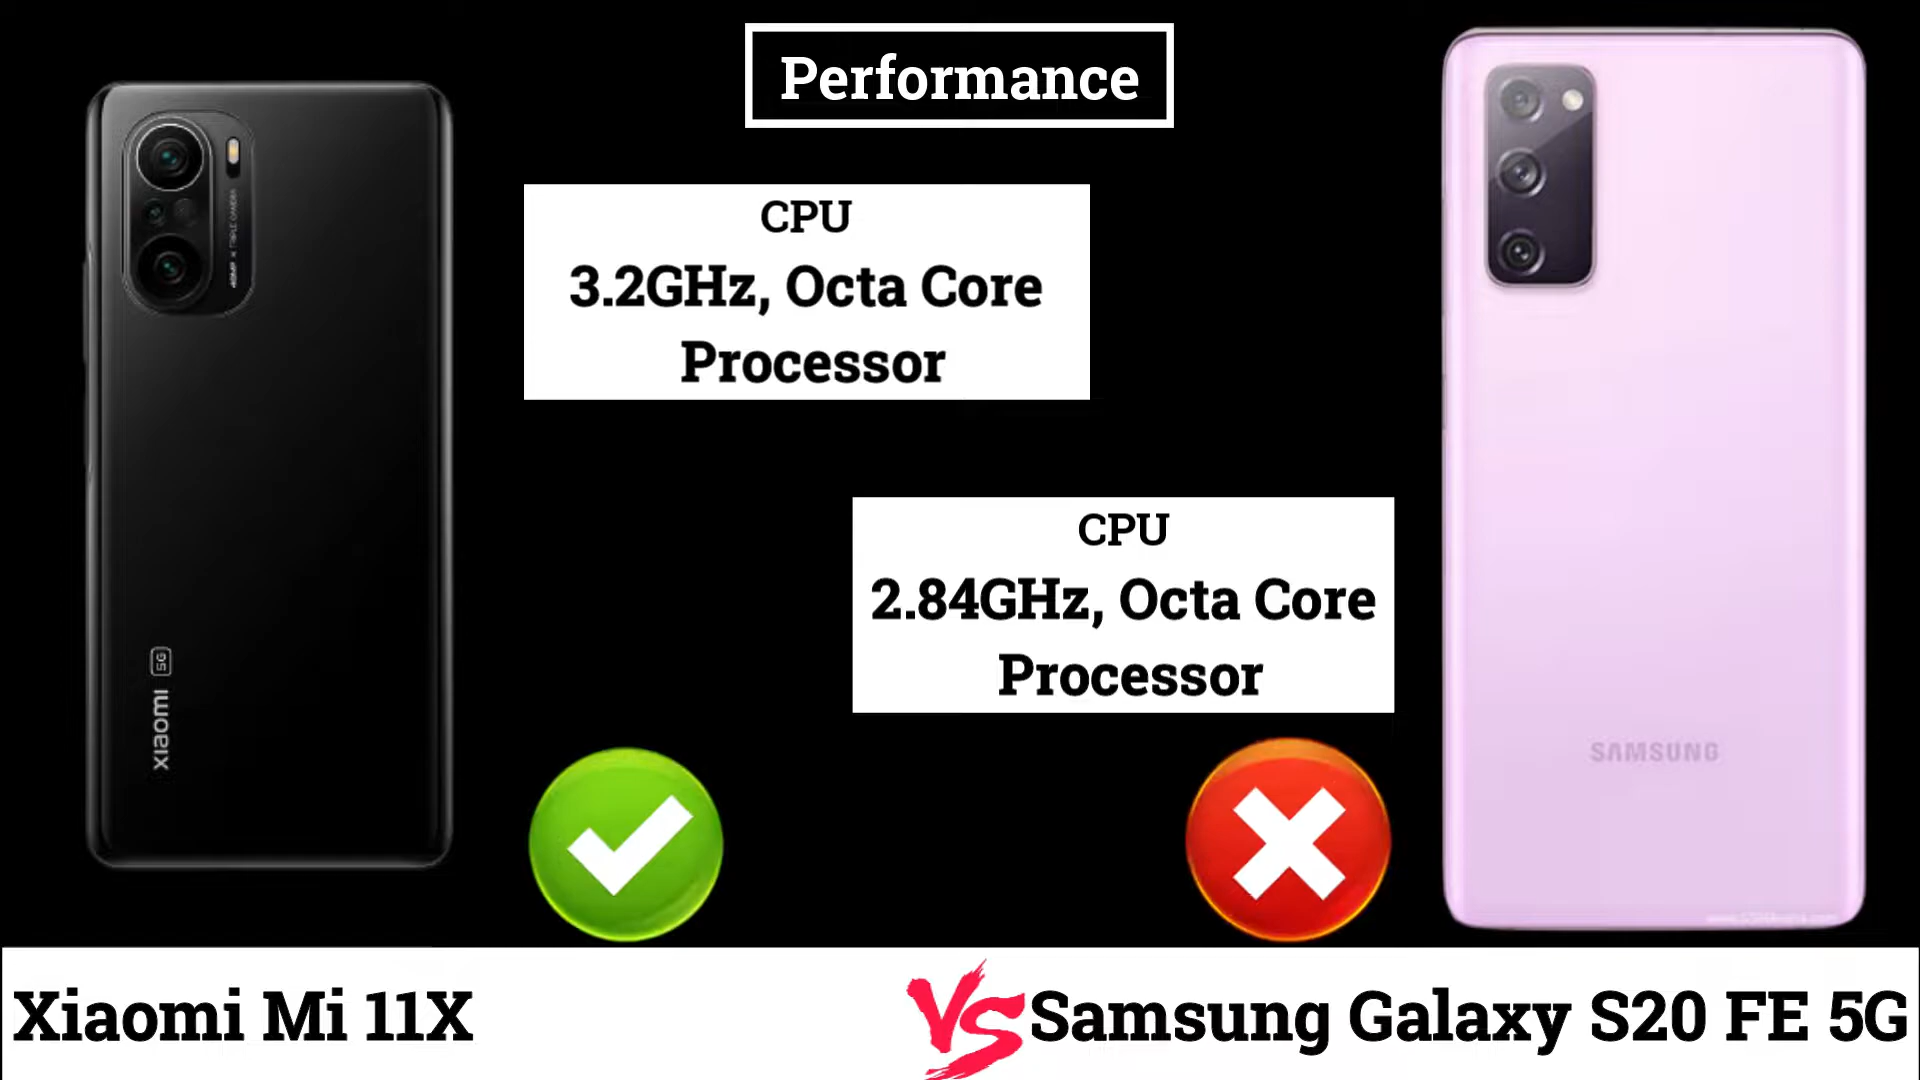 Performance
CPU
3.2GHz, Octa Core
Processor
CPU
2.84GHz, Octa Core
Processor
xiaomi 5G
SAMSUNG
Xiaomi Mi 11X
VS
Samsung Galaxy S20 FE 5G